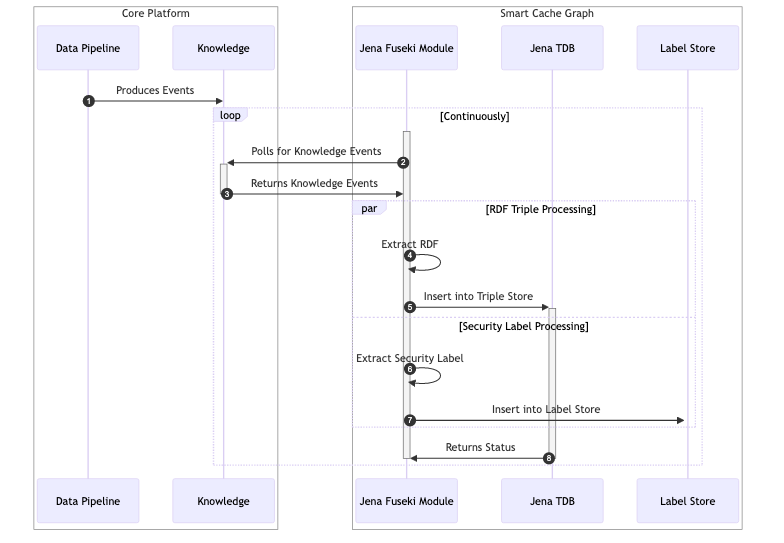 Core Platform
Smart Cache Graph
Data Pipeline
Knowledge
Jena Fuseki Module
Jena TDB
Label Store
Produces Events
1
loop
[Continuously]
Polls for Knowledge Events
2
Returns Knowledge Events
3
par
[RDF Triple Processing]
Extract RDF
4
Insert into Triple Store
5
[Security Label Processing]
Extract Security Label
6
Insert into Label Store
7
Returns Status
8
Data Pipeline
Knowledge
Jena Fuseki Module
Jena TDB
Label Store